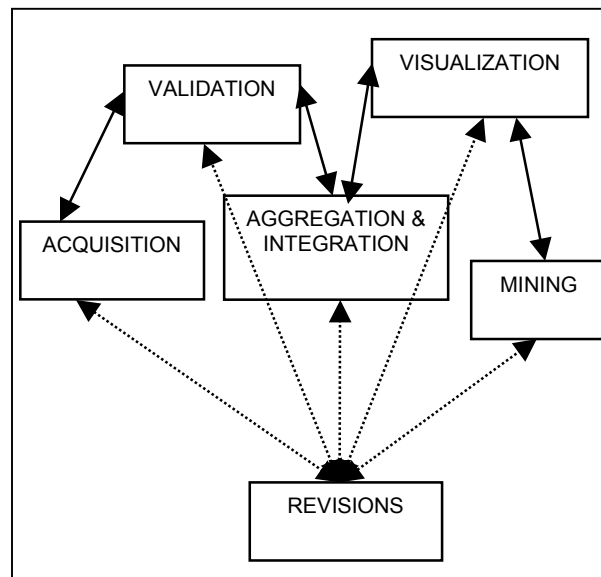 VISUALIZATION
VALIDATION
AGGREGATION &
INTEGRATION
ACQUISITION
MINING
REVISIONS